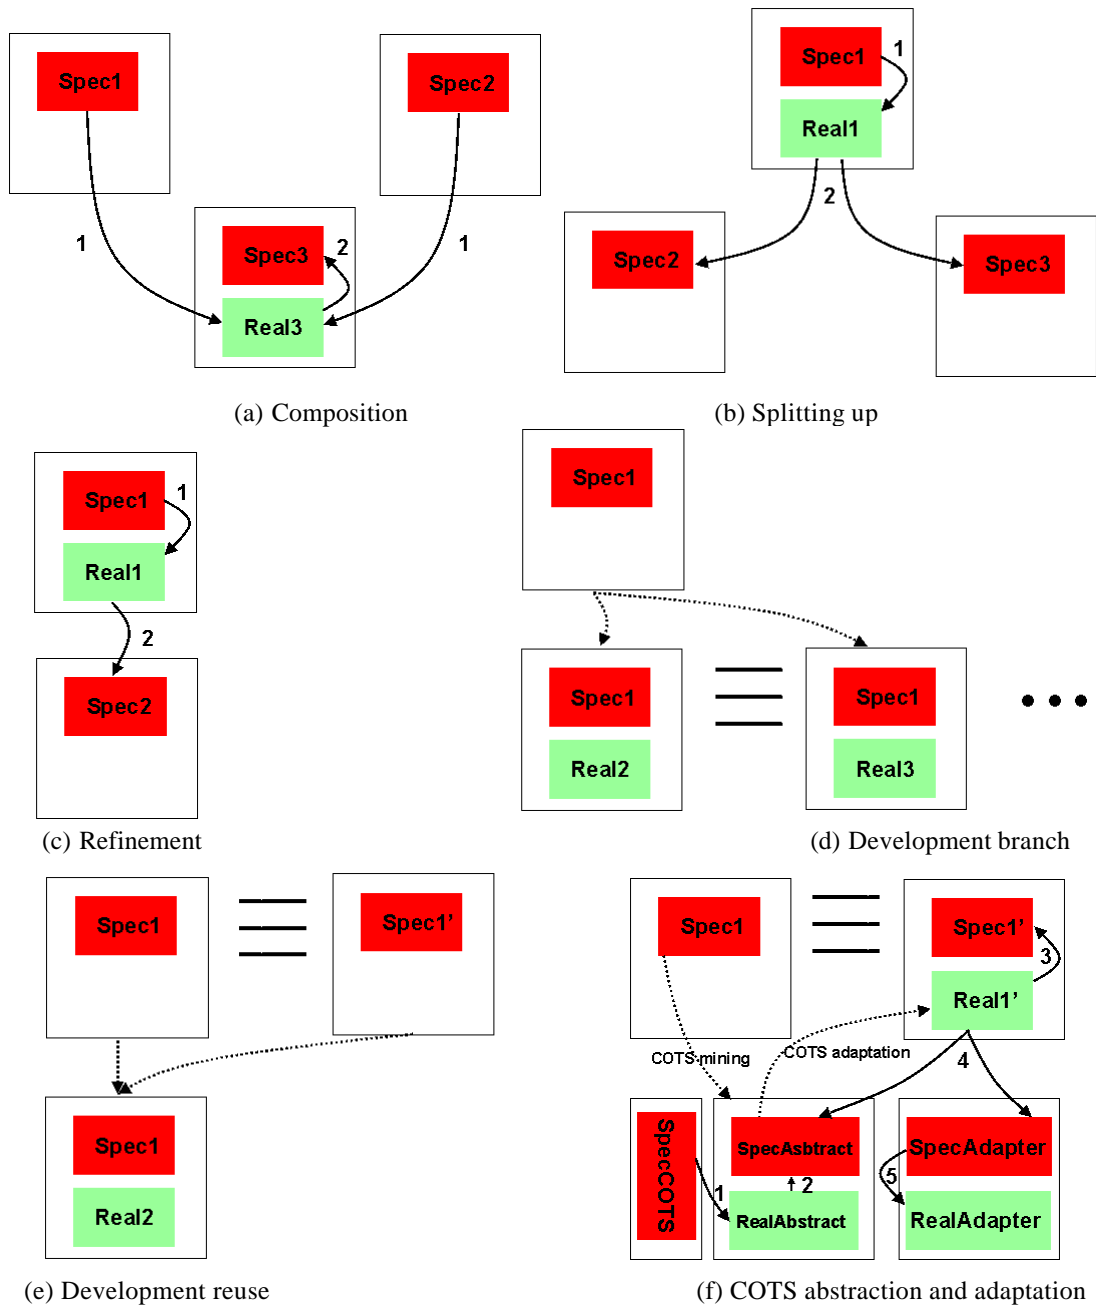 Spec1
Spec2
1
1
Spec3
2
Real3
(a) Composition
Spec1
1
Real1
2
Spec2
Spec3
(b) Splitting up
Spec1
1
Real1
2
Spec2
(c) Refinement
Spec1
Spec1
Real2
Spec1
Real3
(d) Development branch
Spec1
Spec1'
Spec1
Real2
(e) Development reuse
Spec1
Spec1'
3
Real1'
COTS mining
COTS adaptation
4
SpecCOTS
1
SpecAsbtract
2
RealAbstract
SpecAdapter
5
RealAdapter
(f) COTS abstraction and adaptation